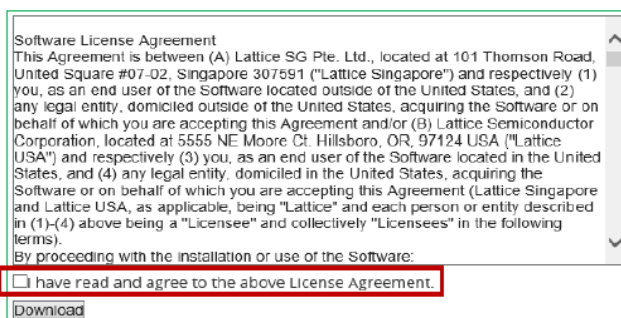 Software License Agreement
This Agreement is between (A) Lattice SG Pte. Ltd., located at 101 Thomson Road,
United Square #07-02, Singapore 307591 ("Lattice Singapore") and respectively (1)
you, as an end user of the Software located outside of the United States, and (2)
any legal entity, domiciled outside of the United States, acquiring the Software or on
behalf of which you are accepting this Agreement and/or (B) Lattice Semiconductor
Corporation, located at 5555 NE Moore Ct. Hillsboro, OR, 97124 USA ("Lattice
USA") and respectively (3) you, as an end user of the Software located in the United
States, and (4) any legal entity, domiciled in the United States, acquiring the
Software or on behalf of which you are accepting this Agreement (Lattice Singapore
and Lattice USA, as applicable, being "Lattice" and each person or entity described
in (1)-(4) above being a "Licensee" and collectively "Licensees" in the following
terms).
By proceeding with the installation or use of the Software:
I have read and agree to the above License Agreement.
Download